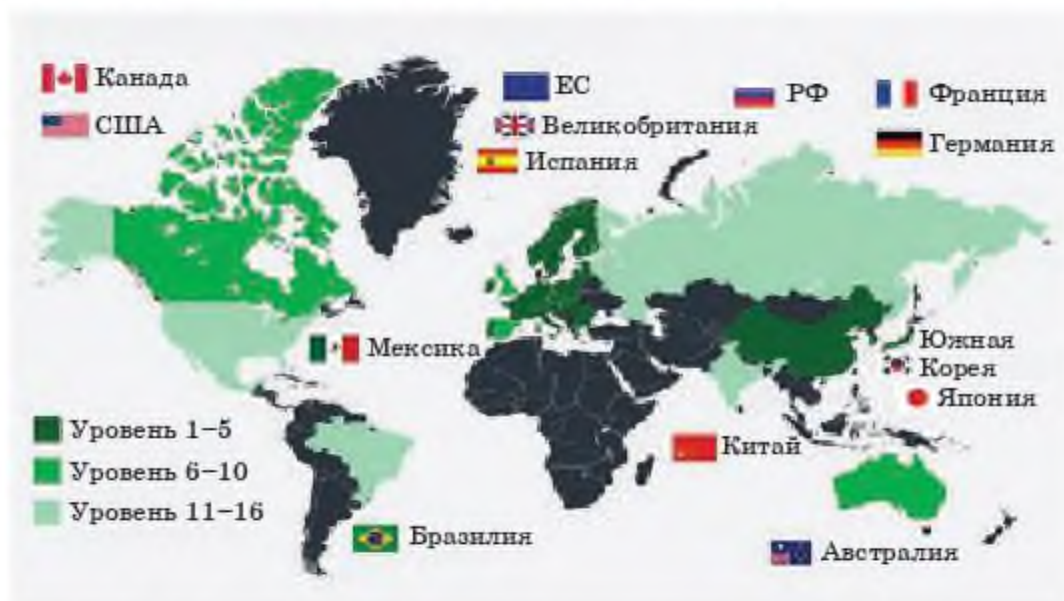 Канада
США
ЕС
Великобритания
Испания
РФ
Франция
Германия
Мексика
Южная
Корея
Япония
Уровень 1–5
Уровень 6–10
Уровень 11–16
Китай
Бразилия
Австралия